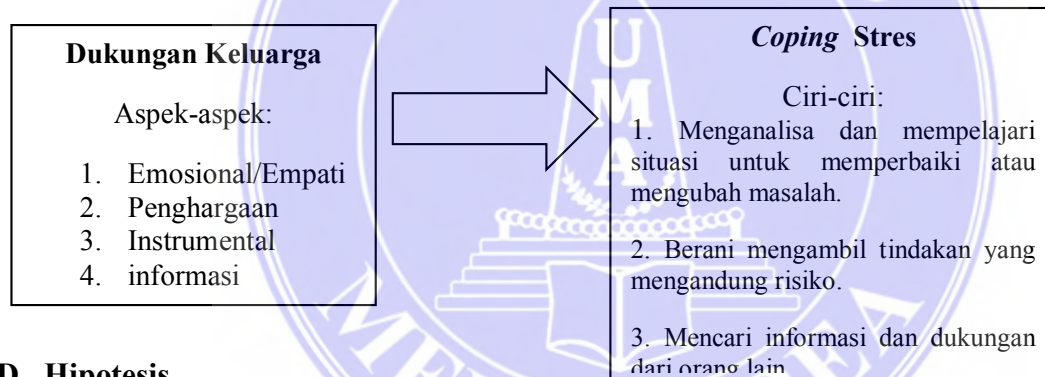 Dukungan Keluarga
Aspek-aspek:
1. Emosional/Empati
2. Penghargaan
3. Instrumental
4. informasi
Coping Stres
Ciri-ciri:
1. Menganalisa dan mempelajari
situasi untuk memperbaiki atau
mengubah masalah.
2. Berani mengambil tindakan yang
mengandung risiko.
3. Mencari informasi dan dukungan
dari orang lain
D. Hipotesis
UMA